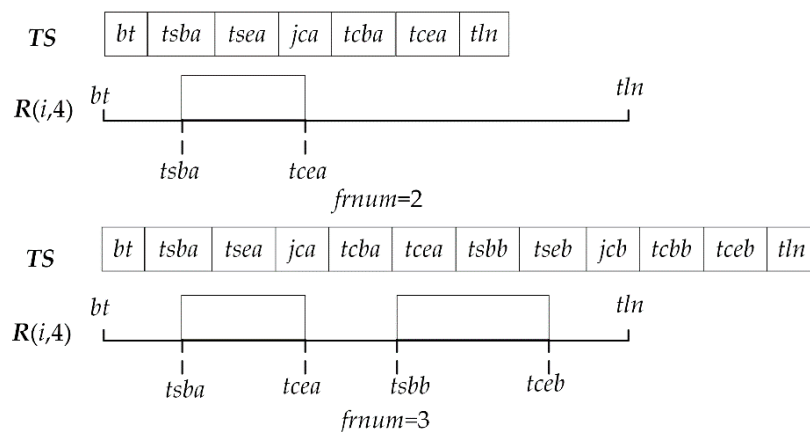 TS bt tsba tsea jca tcba tcea tln
bt tln
R(i,4)
tsba tcea
frnum=2
TS bt tsba tsea jca tcba tcea tsbb tseb jcb tcbb tceb tln
bt tln
R(i,4)
tsba tcea tsbb tceb
frnum=3